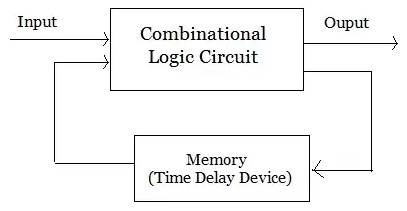 Input
Ouput
Combinational
Logic Circuit
Memory
(Time Delay Device)